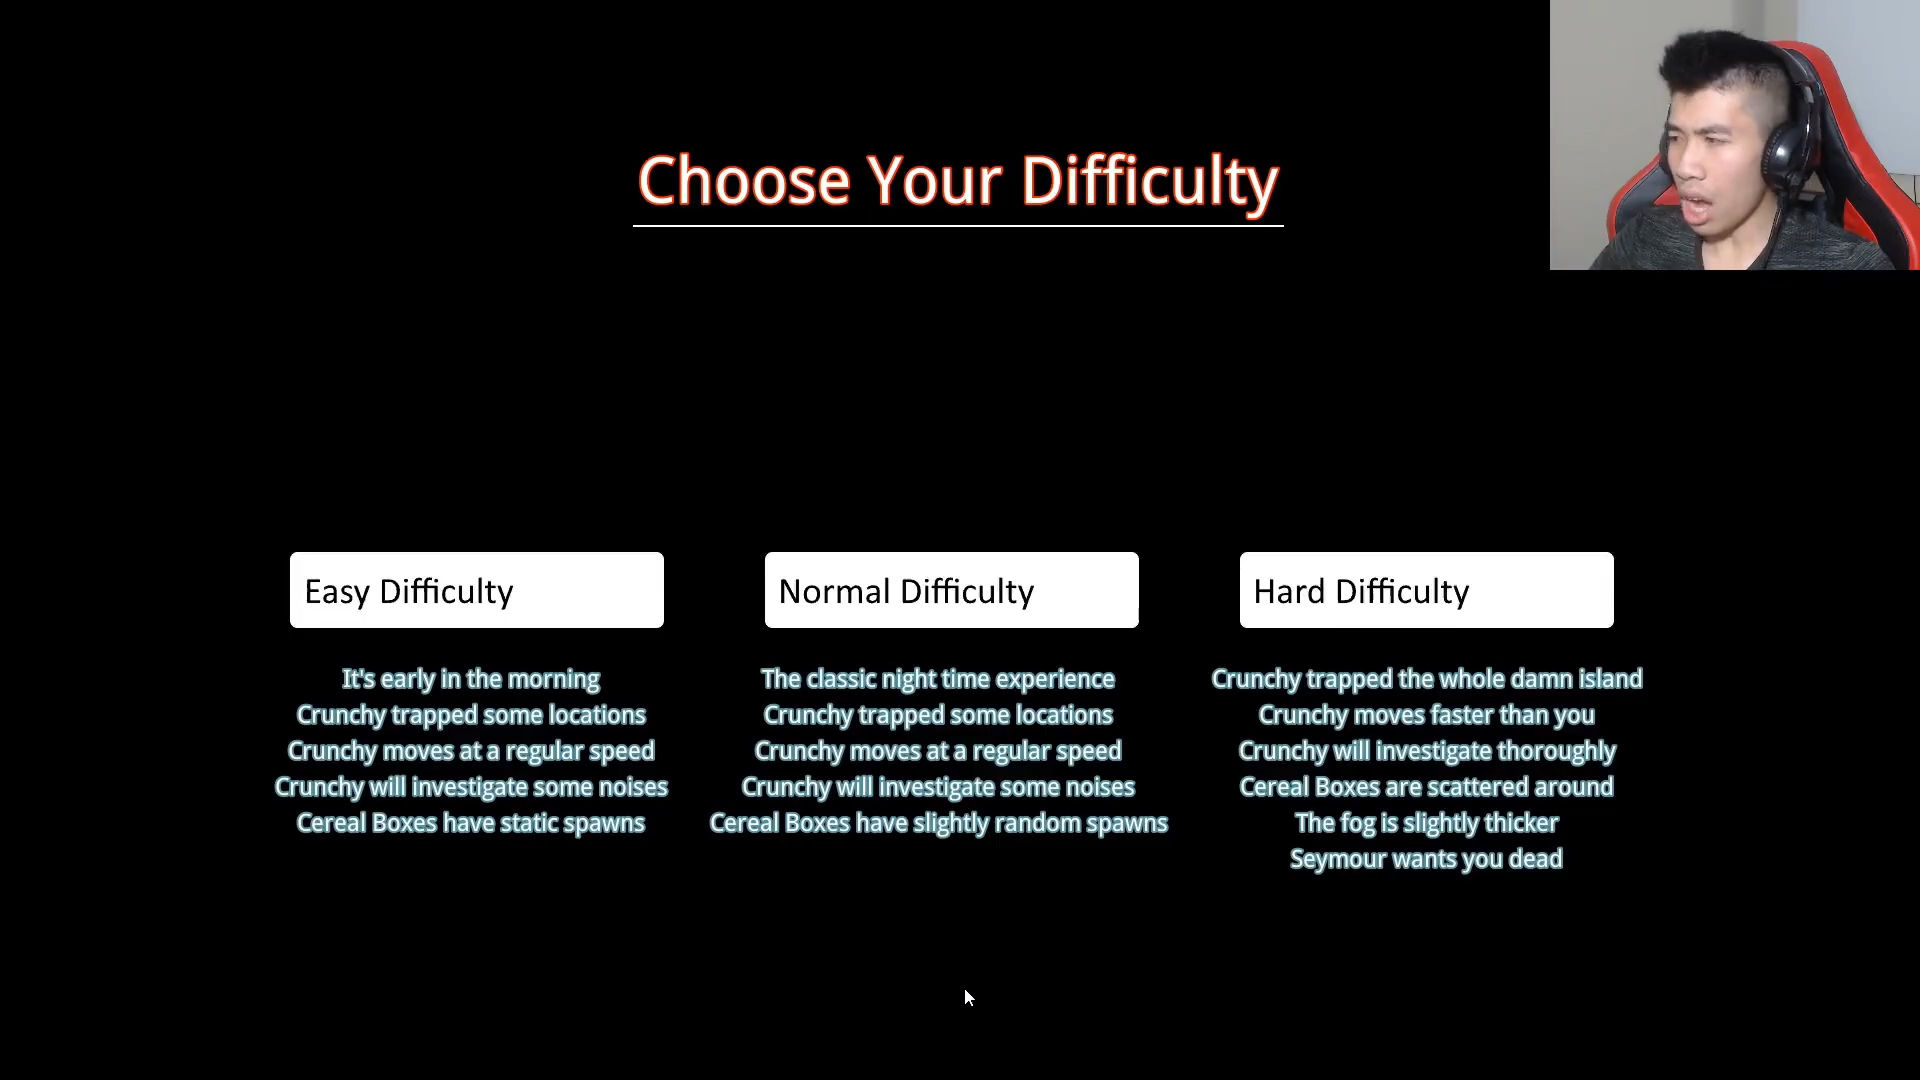 Choose Your Difficulty
Easy Difficulty
It's early in the morning
Crunchy trapped some locations
Crunchy moves at a regular speed
Crunchy will investigate some noises
Cereal Boxes have static spawns
Normal Difficulty
The classic night time experience
Crunchy trapped some locations
Crunchy moves at a regular speed
Crunchy will investigate some noises
Cereal Boxes have slightly random spawns
Hard Difficulty
Crunchy trapped the whole damn island
Crunchy moves faster than you
Crunchy will investigate thoroughly
Cereal Boxes are scattered around
The fog is slightly thicker
Seymour wants you dead